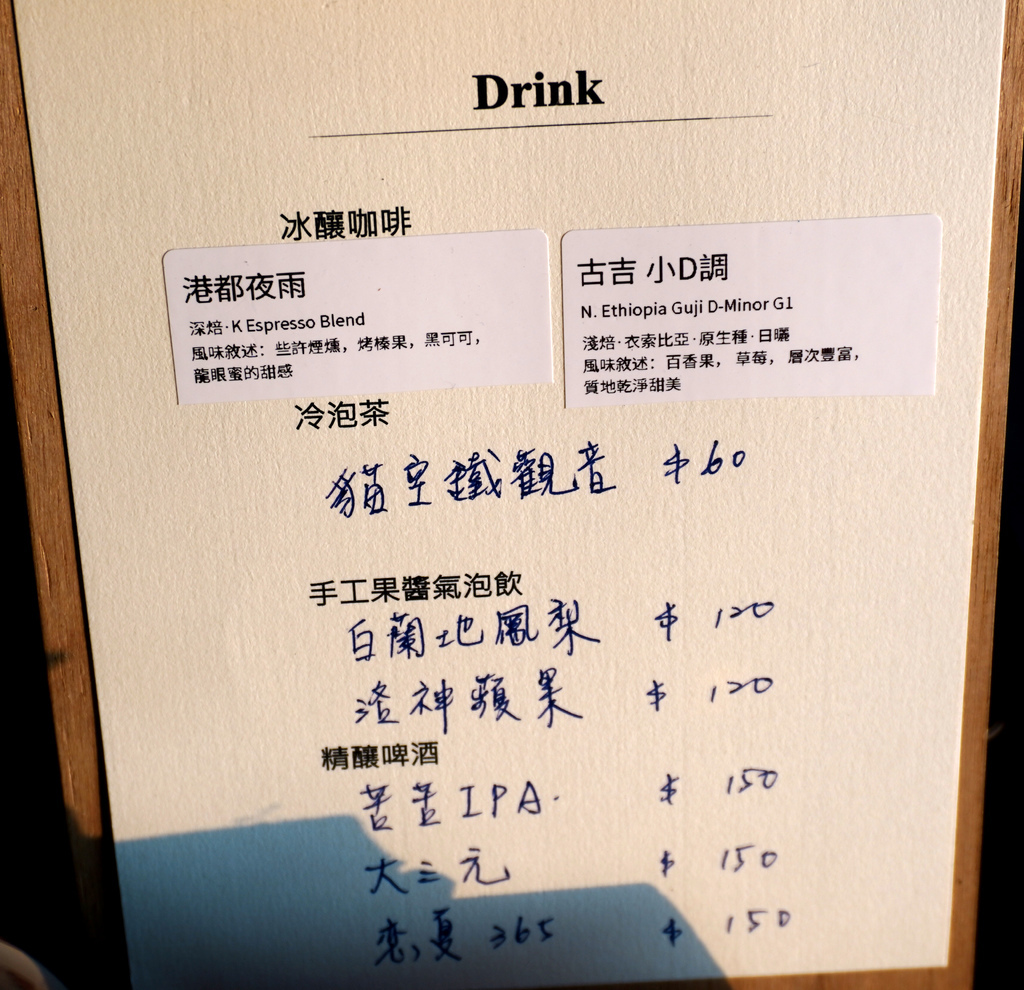 Drink
冰釀咖啡
港都夜雨
深焙·K Espresso Blend
風味敘述：些許煙燻，烤榛果，黑可可，
龍眼蜜的甜感
古吉 小D調
N. Ethiopia Guji D-Minor G1
淺焙·衣索比亞·原生種·日曬
風味敘述：百香果， 草莓， 層次豐富，
質地乾淨甜美
冷泡茶
貓空鐵觀音 $60
手工果醬氣泡飲
白蘭地鳳梨 $ 120
洛神蘋果 $ 120
精釀啤酒
苦苦IPA. $ 150
大三元 $ 150
戀夏365 $ 150